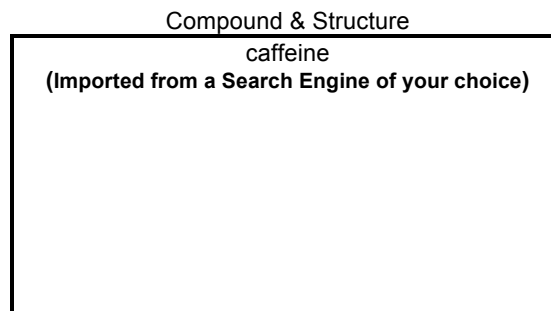 Compound & Structure
caffeine
(Imported from a Search Engine of your choice)